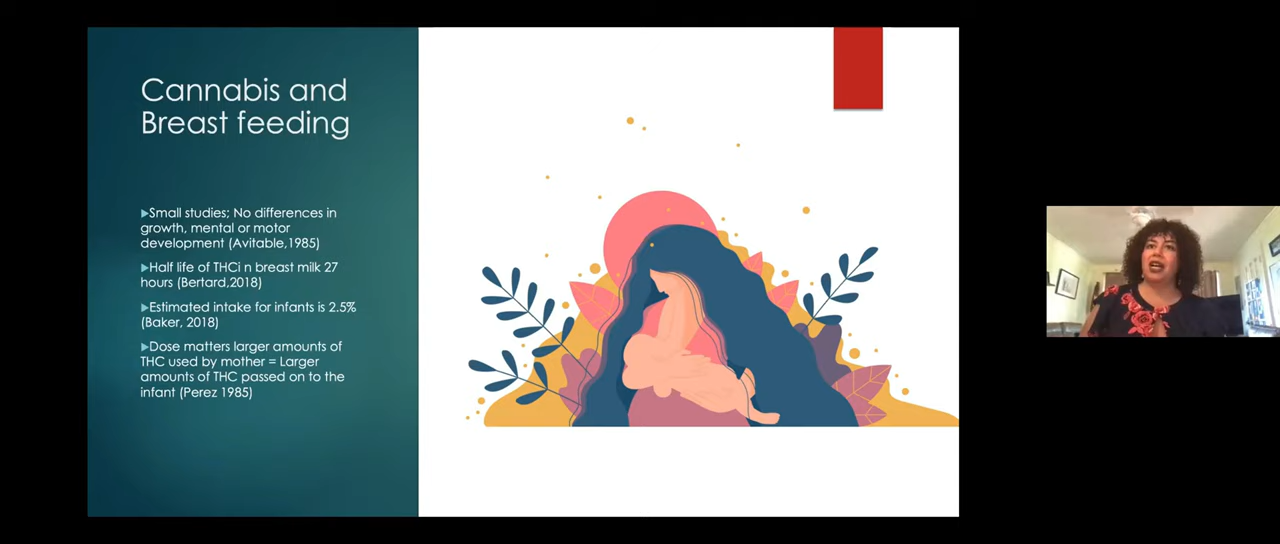 Cannabis and
Breast feeding
Small studies; No differences in
growth, mental or motor
development (Avitable,1985)
Half life of THCi n breast milk 27
hours (Bertard,2018)
Estimated intake for infants is 2.5%
(Baker, 2018)
Dose matters larger amounts of
THC used by mother = Larger
amounts of THC passed on to the
infant (Perez 1985)